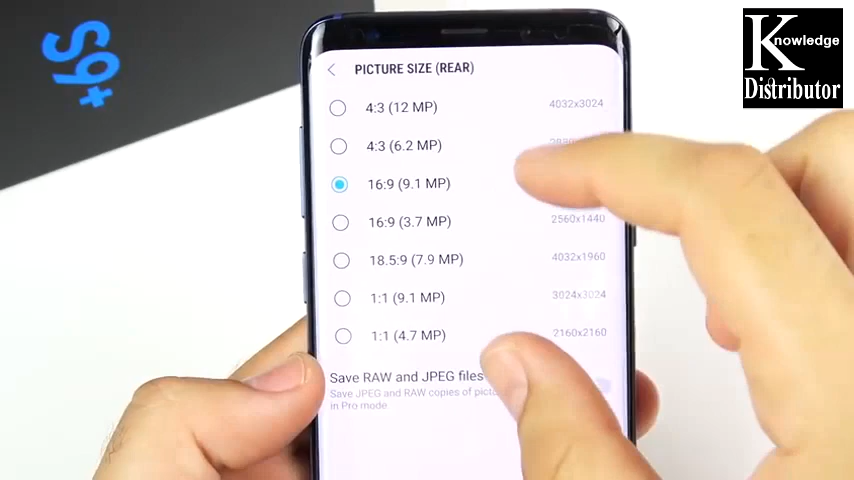 S9+
Knowledge
Distributor
PICTURE SIZE (REAR)
4:3 (12 MP) 4032x3024
4:3 (6.2 MP)
16:9 (9.1 MP)
16:9 (3.7 MP) 2560x1440
18.5:9 (7.9 MP) 4032x1960
1:1 (9.1 MP) 3024x3024
1:1 (4.7 MP) 2160x2160
Save RAW and JPEG files
Save JPEG and RAW copies of
in Pro mode.